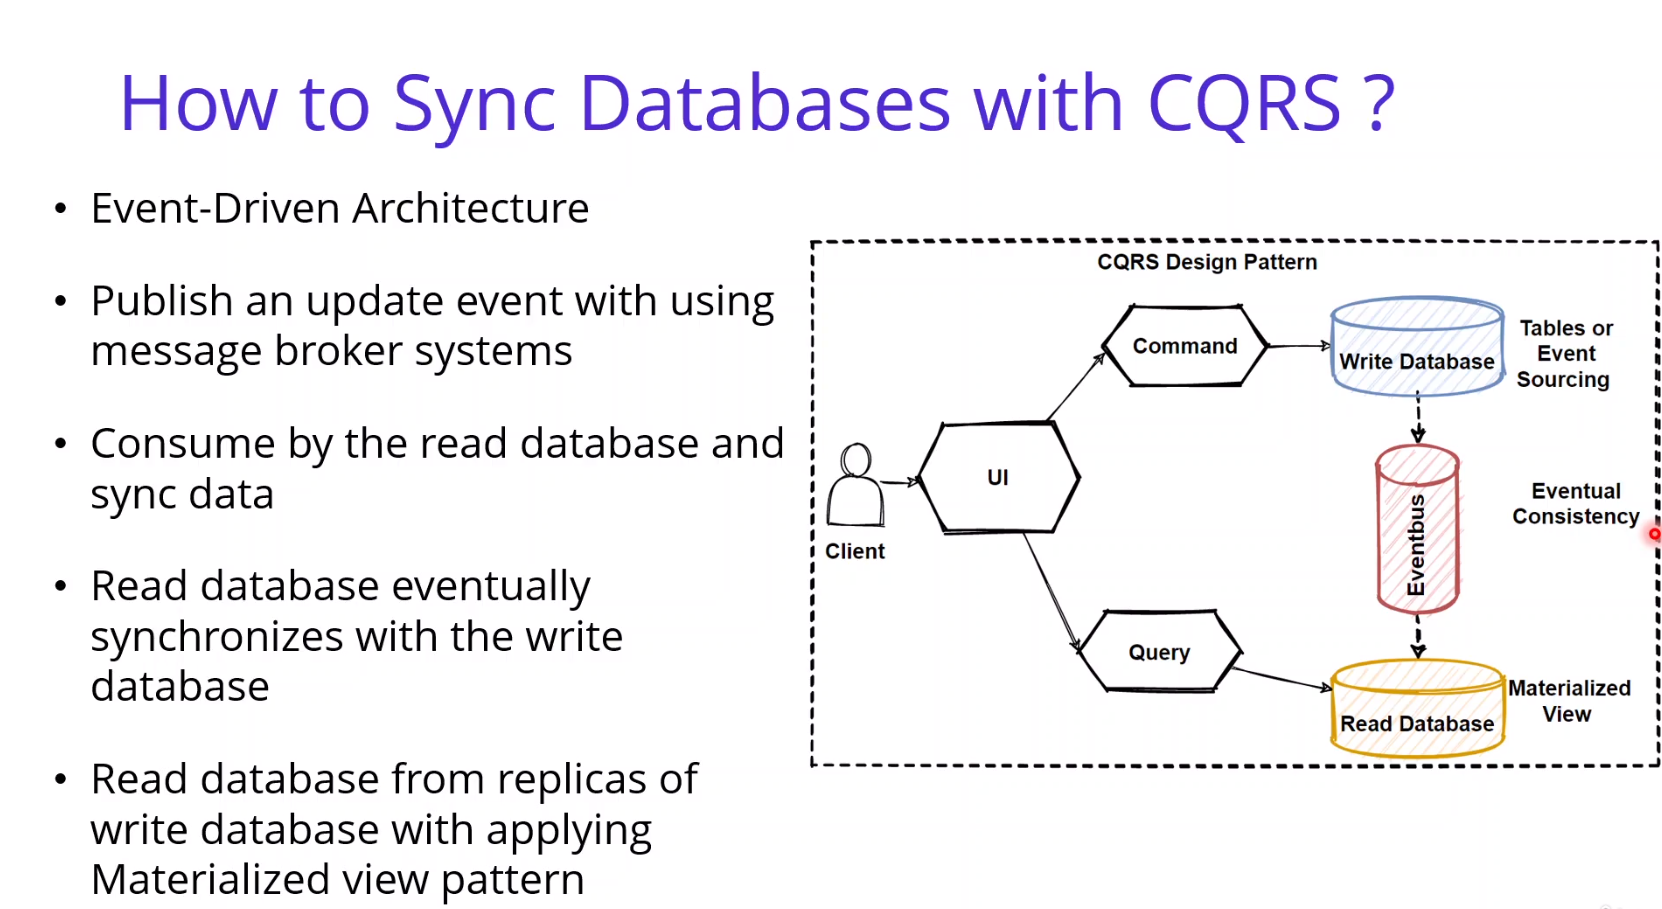 How to Sync Databases with CQRS ?
• Event-Driven Architecture
• Publish an update event with using
message broker systems
• Consume by the read database and
sync data
• Read database eventually
synchronizes with the write
database
• Read database from replicas of
write database with applying
Materialized view pattern
CQRS Design Pattern
Command
Write Database
Tables or
Event
Sourcing
Client
UI
Eventbus
Eventual
Consistency
Query
Read Database
Materialized
View